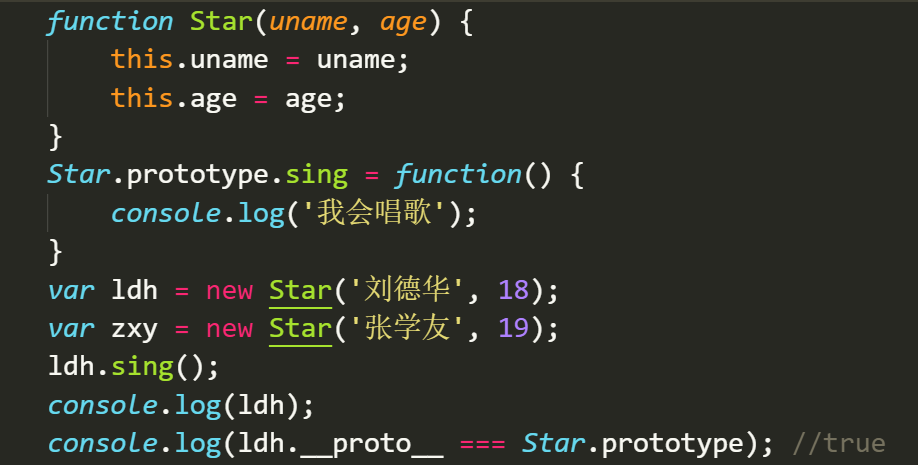 function Star(uname, age) {
    this.uname = uname;
    this.age = age;
}
Star.prototype.sing = function() {
    console.log('我会唱歌');
}
var ldh = new Star('刘德华', 18);
var zxy = new Star('张学友', 19);
ldh.sing();
console.log(ldh);
console.log(ldh.__proto__ === Star.prototype); //true